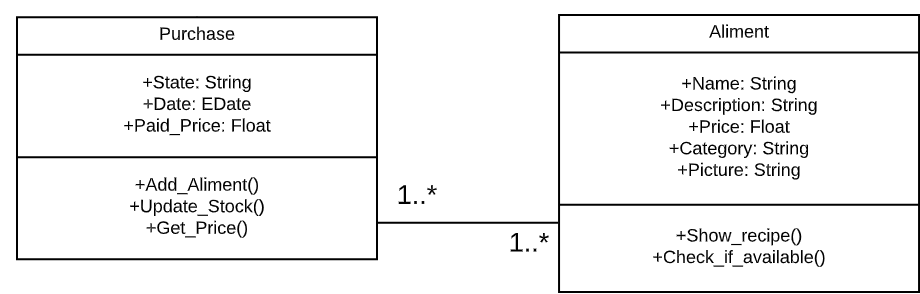 Purchase
+State: String
+Date: EDate
+Paid_Price: Float
+Add_Aliment()
+Update_Stock()
+Get_Price()
1..*
1..*
Aliment
+Name: String
+Description: String
+Price: Float
+Category: String
+Picture: String
+Show_recipe()
+Check_if_available()